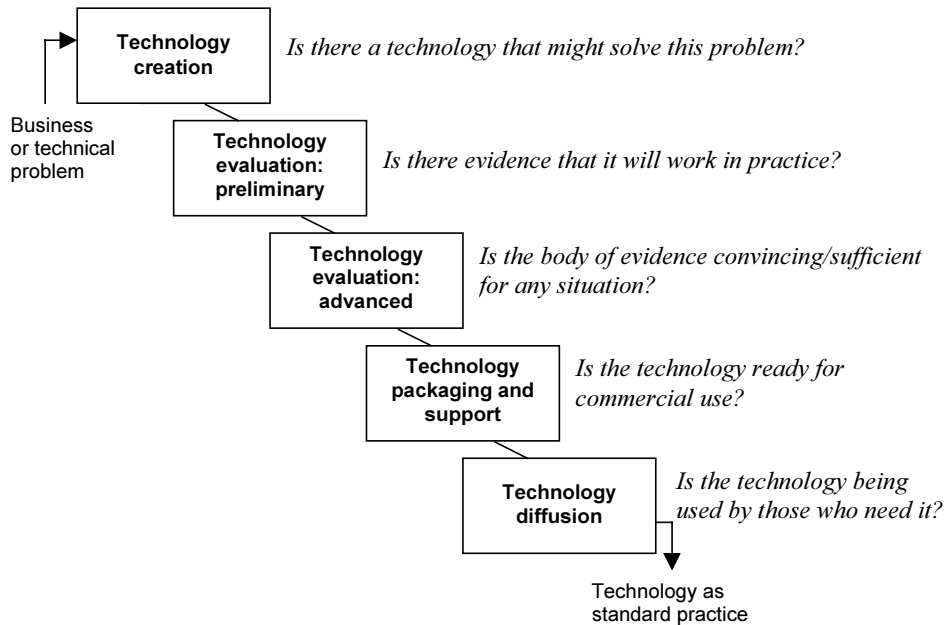 Technology
creation
Is there a technology that might solve this problem?
Business
or technical
problem
Technology
evaluation:
preliminary
Is there evidence that it will work in practice?
Technology
evaluation:
advanced
Is the body of evidence convincing/sufficient
for any situation?
Technology
packaging and
support
Is the technology ready for
commercial use?
Technology
diffusion
Is the technology being
used by those who need it?
Technology as
standard practice